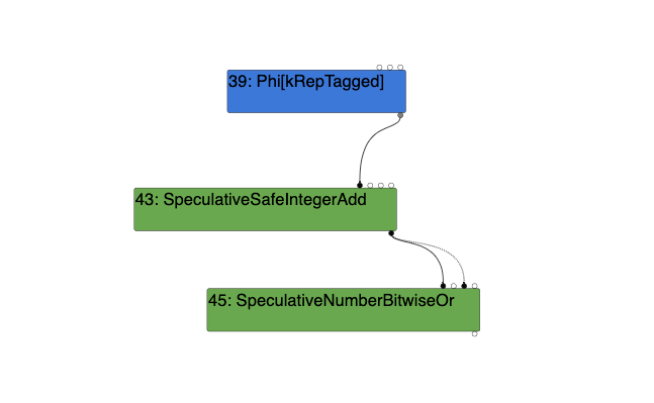 39: Phi[kRepTagged]
43: SpeculativeSafeIntegerAdd
45: SpeculativeNumberBitwiseOr